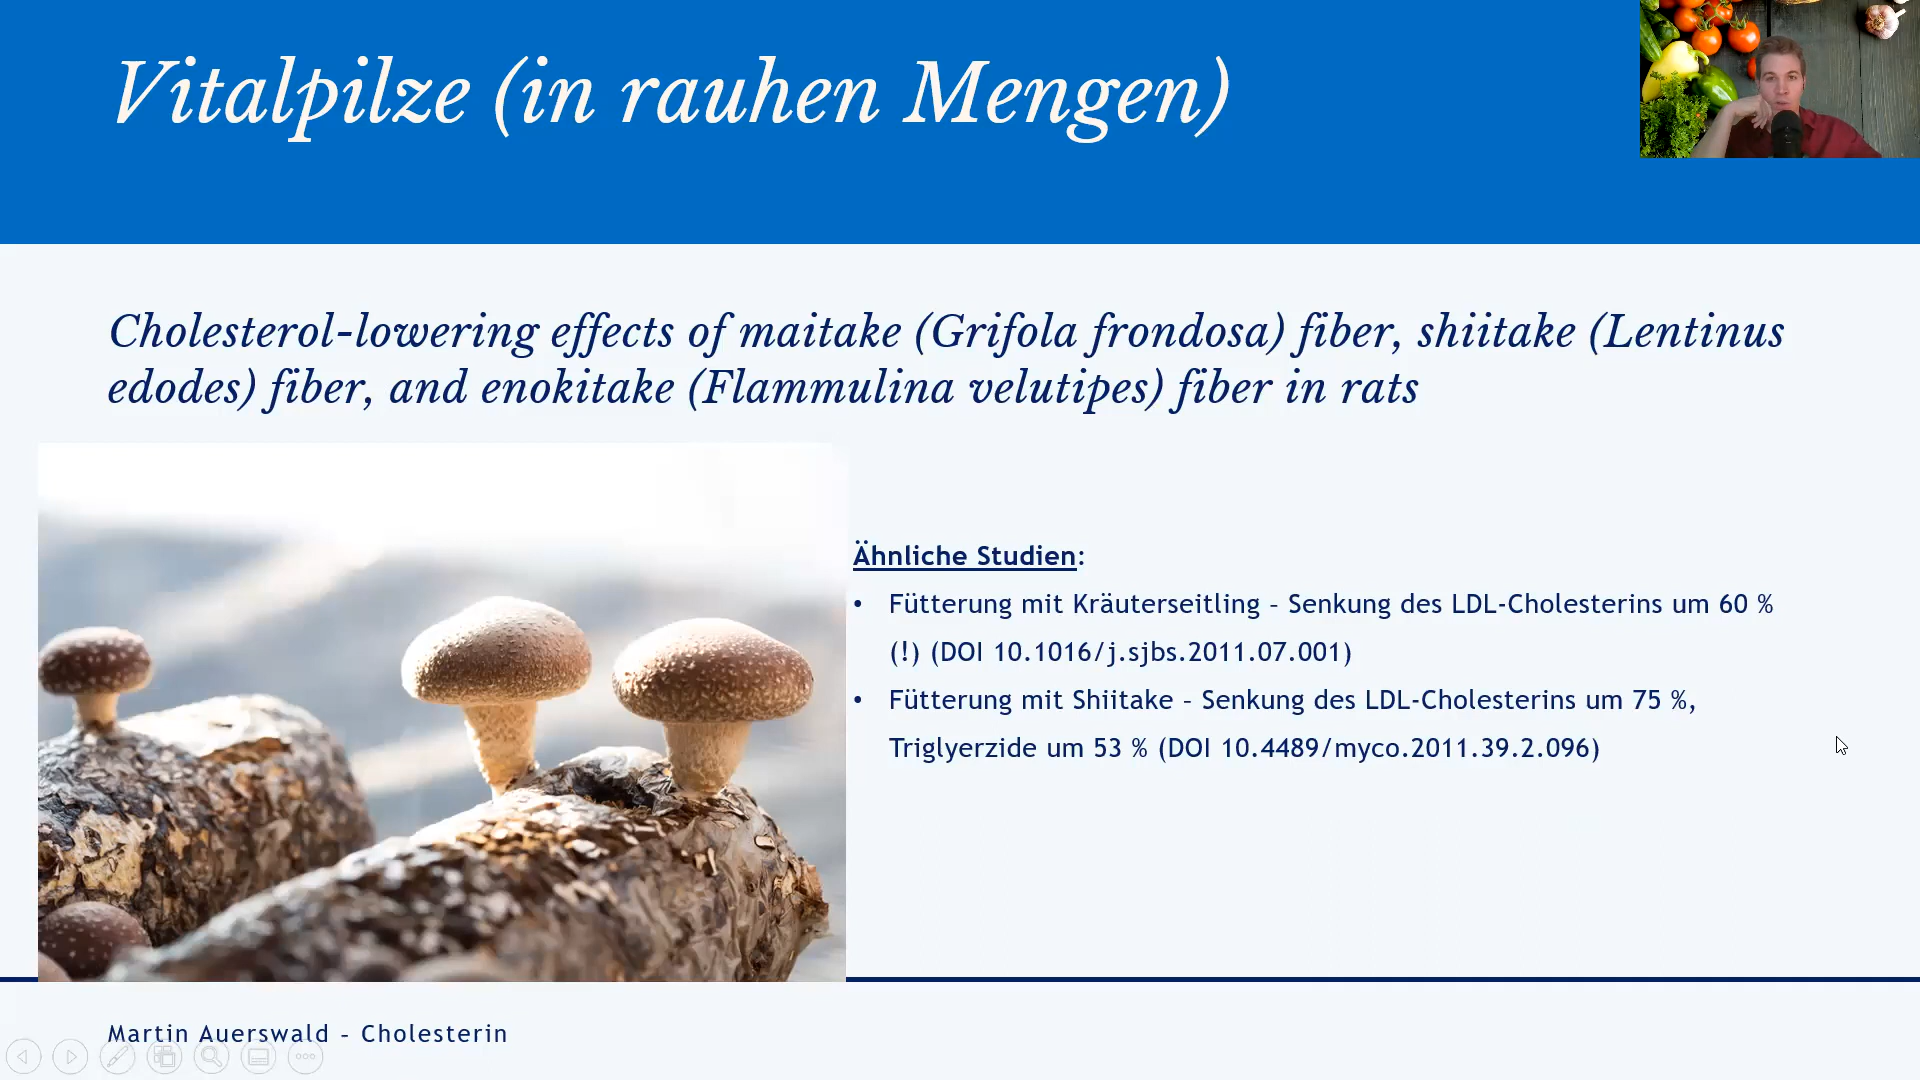 Vitalpilze (in rauhen Mengen)
Cholesterol-lowering effects of maitake (Grifola frondosa) fiber, shiitake (Lentinus
edodes) fiber, and enokitake (Flammulina velutipes) fiber in rats
Ähnliche Studien:
• Fütterung mit Kräuterseitling – Senkung des LDL-Cholesterins um 60 %
(!) (DOI 10.1016/j.sjbs.2011.07.001)
• Fütterung mit Shiitake – Senkung des LDL-Cholesterins um 75 %,
Triglyerzide um 53 % (DOI 10.4489/myco.2011.39.2.096)
Martin Auerswald – Cholesterin